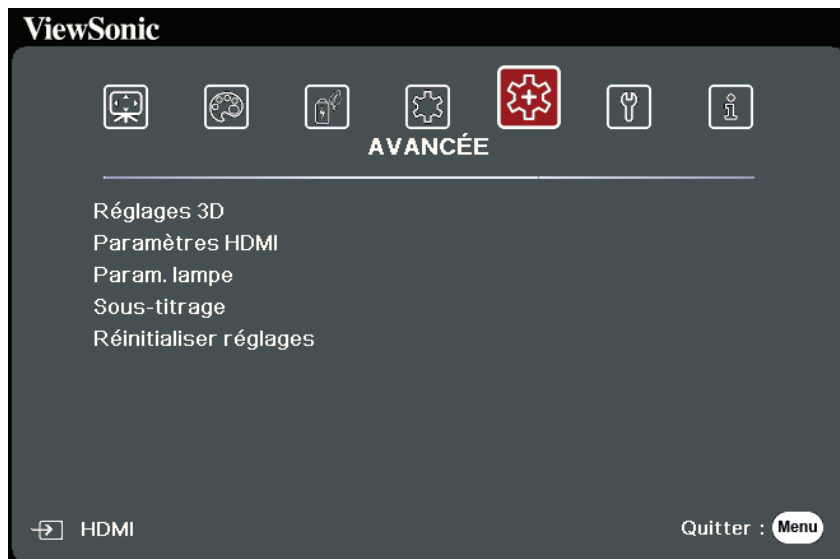 ViewSonic
AVANCÉE
Réglages 3D
Paramètres HDMI
Param. lampe
Sous-titrage
Réinitialiser réglages
HDMI
Quitter : Menu